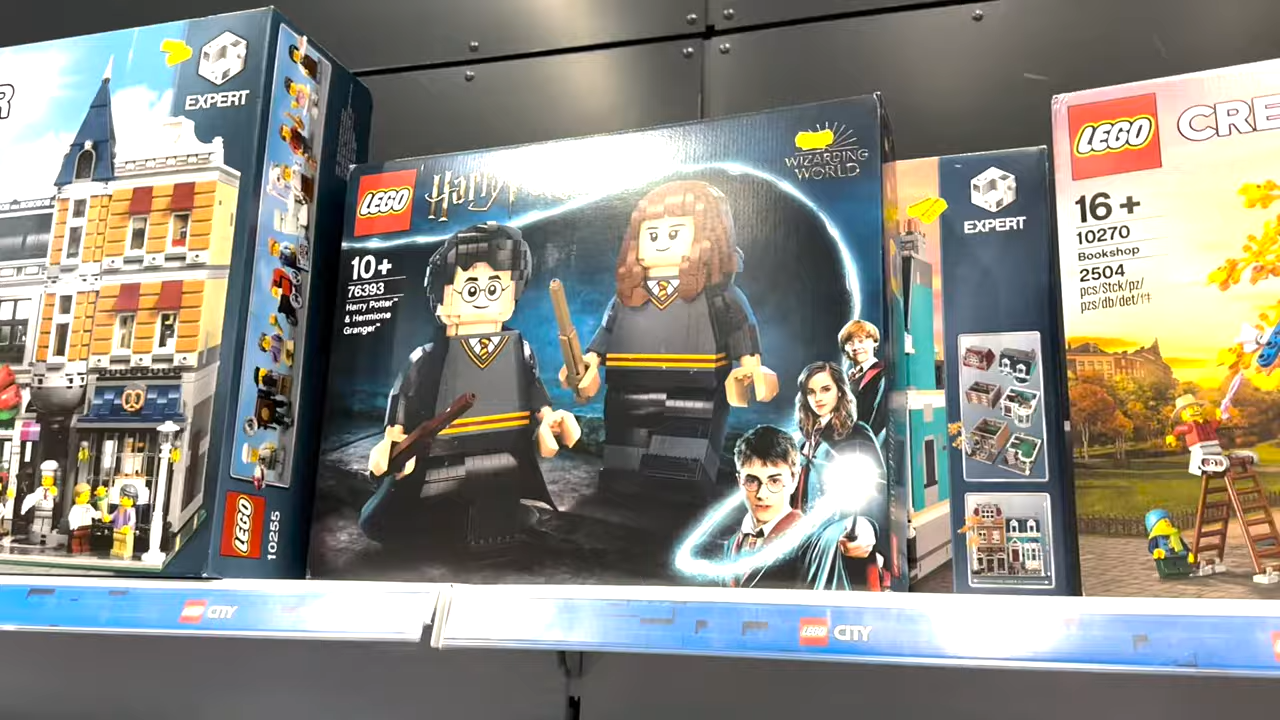 R
EXPERT
LEGO
10255
LEGO
Harry
WIZARDING
WORLD
10+
76393
Harry Potter™
& Hermione
Granger™
EXPERT
LEGO
CRE
16+
10270
Bookshop
2504
pcs/Stck/pz/
pzs/db/det/
LEGO CITY
LEGO CITY